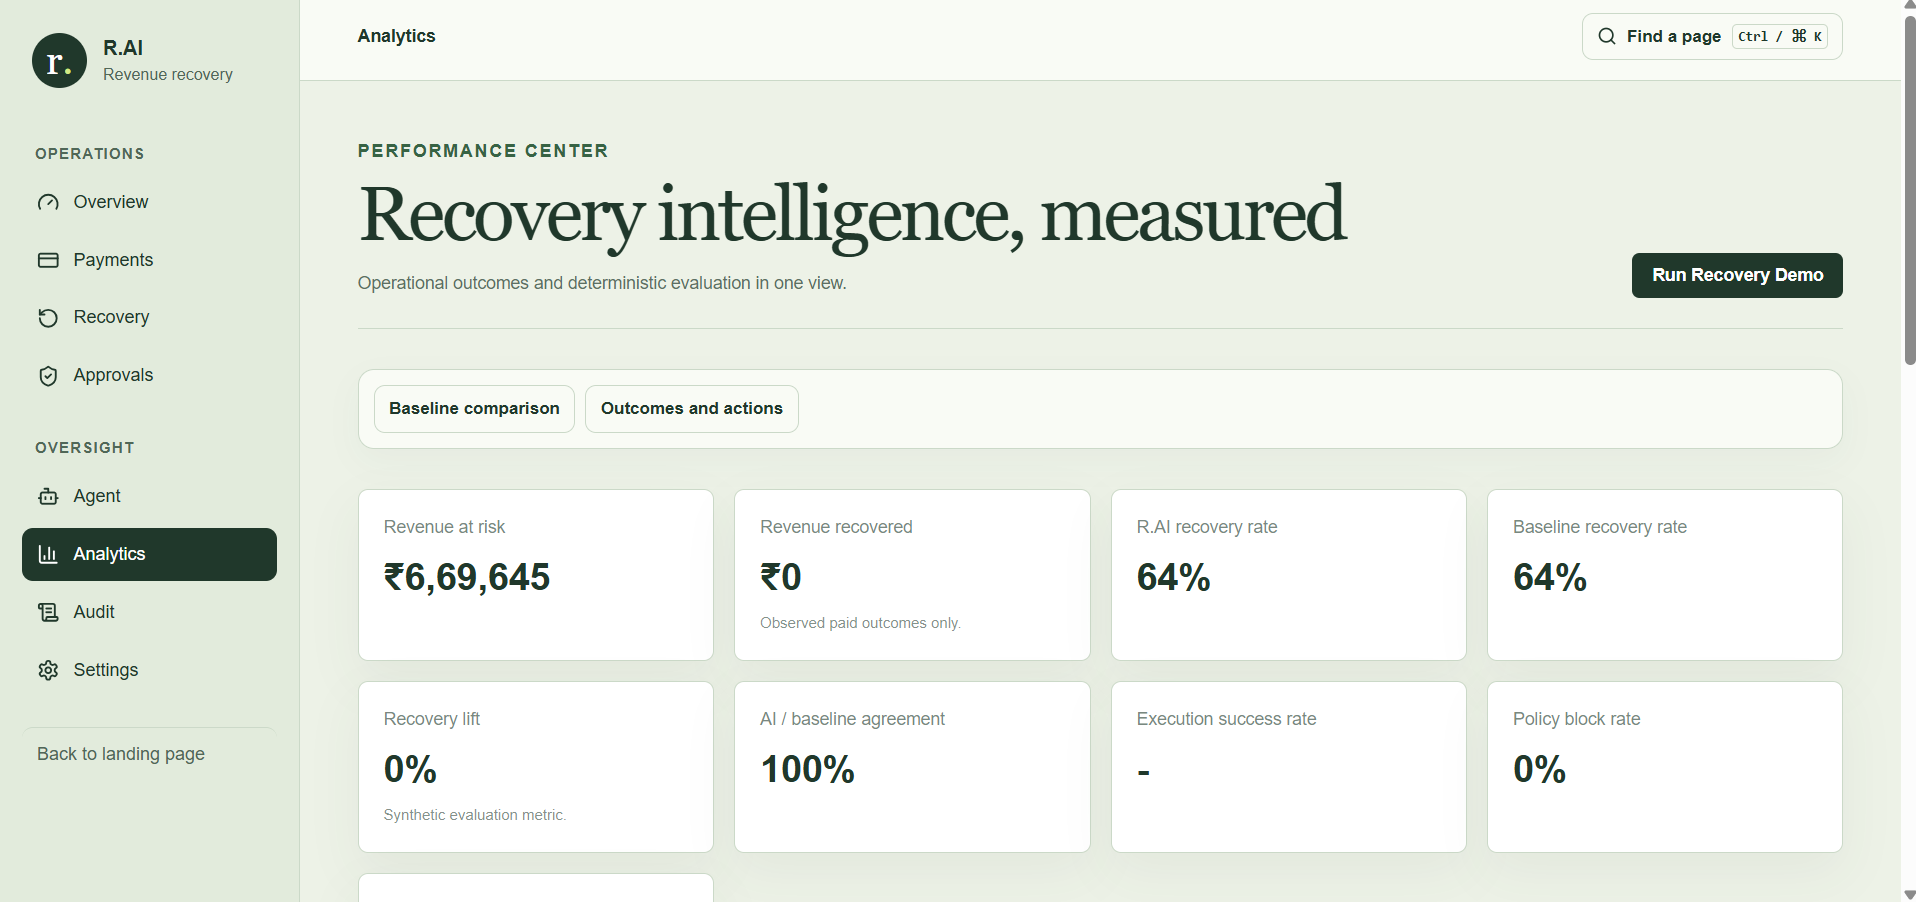 r.
R.AI
Revenue recovery
OPERATIONS
Overview
Payments
Recovery
Approvals
OVERSIGHT
Agent
Analytics
Audit
Settings
Back to landing page
Analytics
Find a page Ctrl / ⌘ K
PERFORMANCE CENTER
Recovery intelligence, measured
Operational outcomes and deterministic evaluation in one view.
Run Recovery Demo
Baseline comparison
Outcomes and actions
Revenue at risk
₹6,69,645
Revenue recovered
₹0
Observed paid outcomes only.
R.AI recovery rate
64%
Baseline recovery rate
64%
Recovery lift
0%
Synthetic evaluation metric.
AI / baseline agreement
100%
Execution success rate
-
Policy block rate
0%